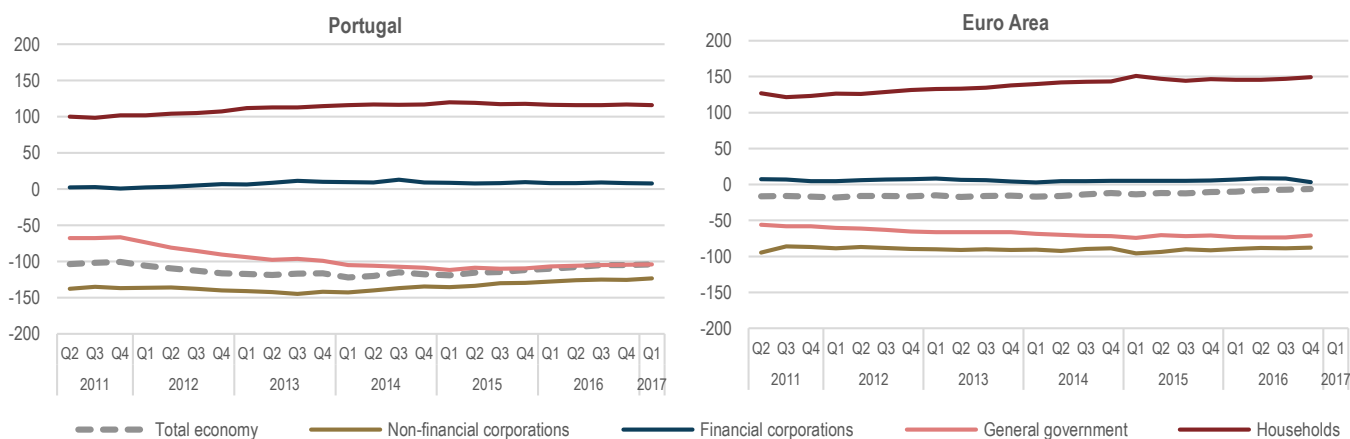 Portugal
200
150
100
50
0
-50
-100
-150
-200
Q2 Q3 Q4 Q1 Q2 Q3 Q4 Q1 Q2 Q3 Q4 Q1 Q2 Q3 Q4 Q1 Q2 Q3 Q4 Q1 Q2 Q3 Q4 Q1
2011 2012 2013 2014 2015 2016 2017
Euro Area
200
150
100
50
0
-50
-100
-150
-200
Q2 Q3 Q4 Q1 Q2 Q3 Q4 Q1 Q2 Q3 Q4 Q1 Q2 Q3 Q4 Q1 Q2 Q3 Q4 Q1 Q2 Q3 Q4 Q1
2011 2012 2013 2014 2015 2016 2017
Total economy Non-financial corporations Financial corporations General government Households